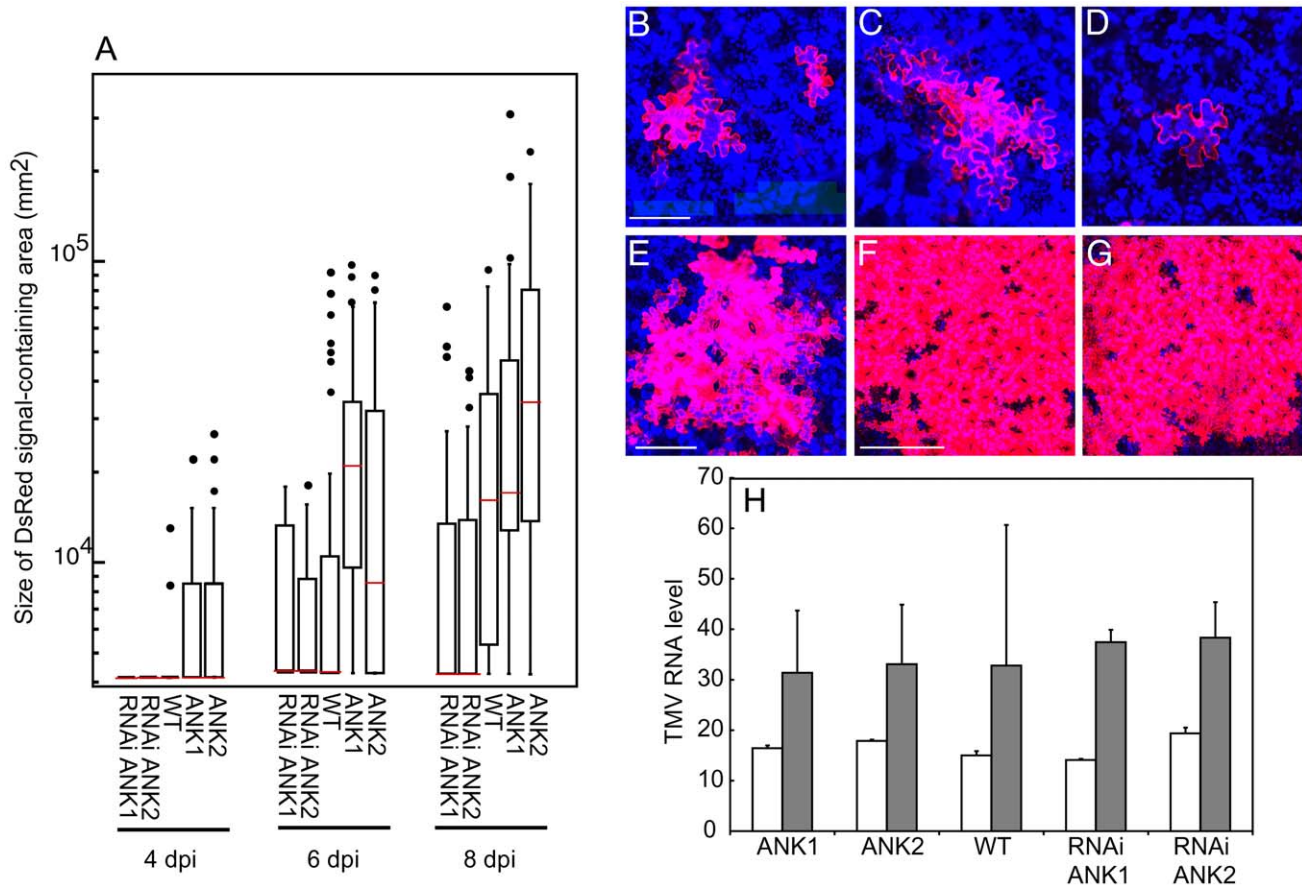 A
Size of DsRed signal-containing area (mm2)
10^5
10^4
RNAi ANK1
RNAi ANK2
WT
ANK1
ANK2
RNAi ANK1
RNAi ANK2
WT
ANK1
ANK2
RNAi ANK1
RNAi ANK2
WT
ANK1
ANK2
4 dpi
6 dpi
8 dpi
B
C
D
E
F
G
H
TMV RNA level
70
60
50
40
30
20
10
0
ANK1
ANK2
WT
RNAi
ANK1
RNAi
ANK2